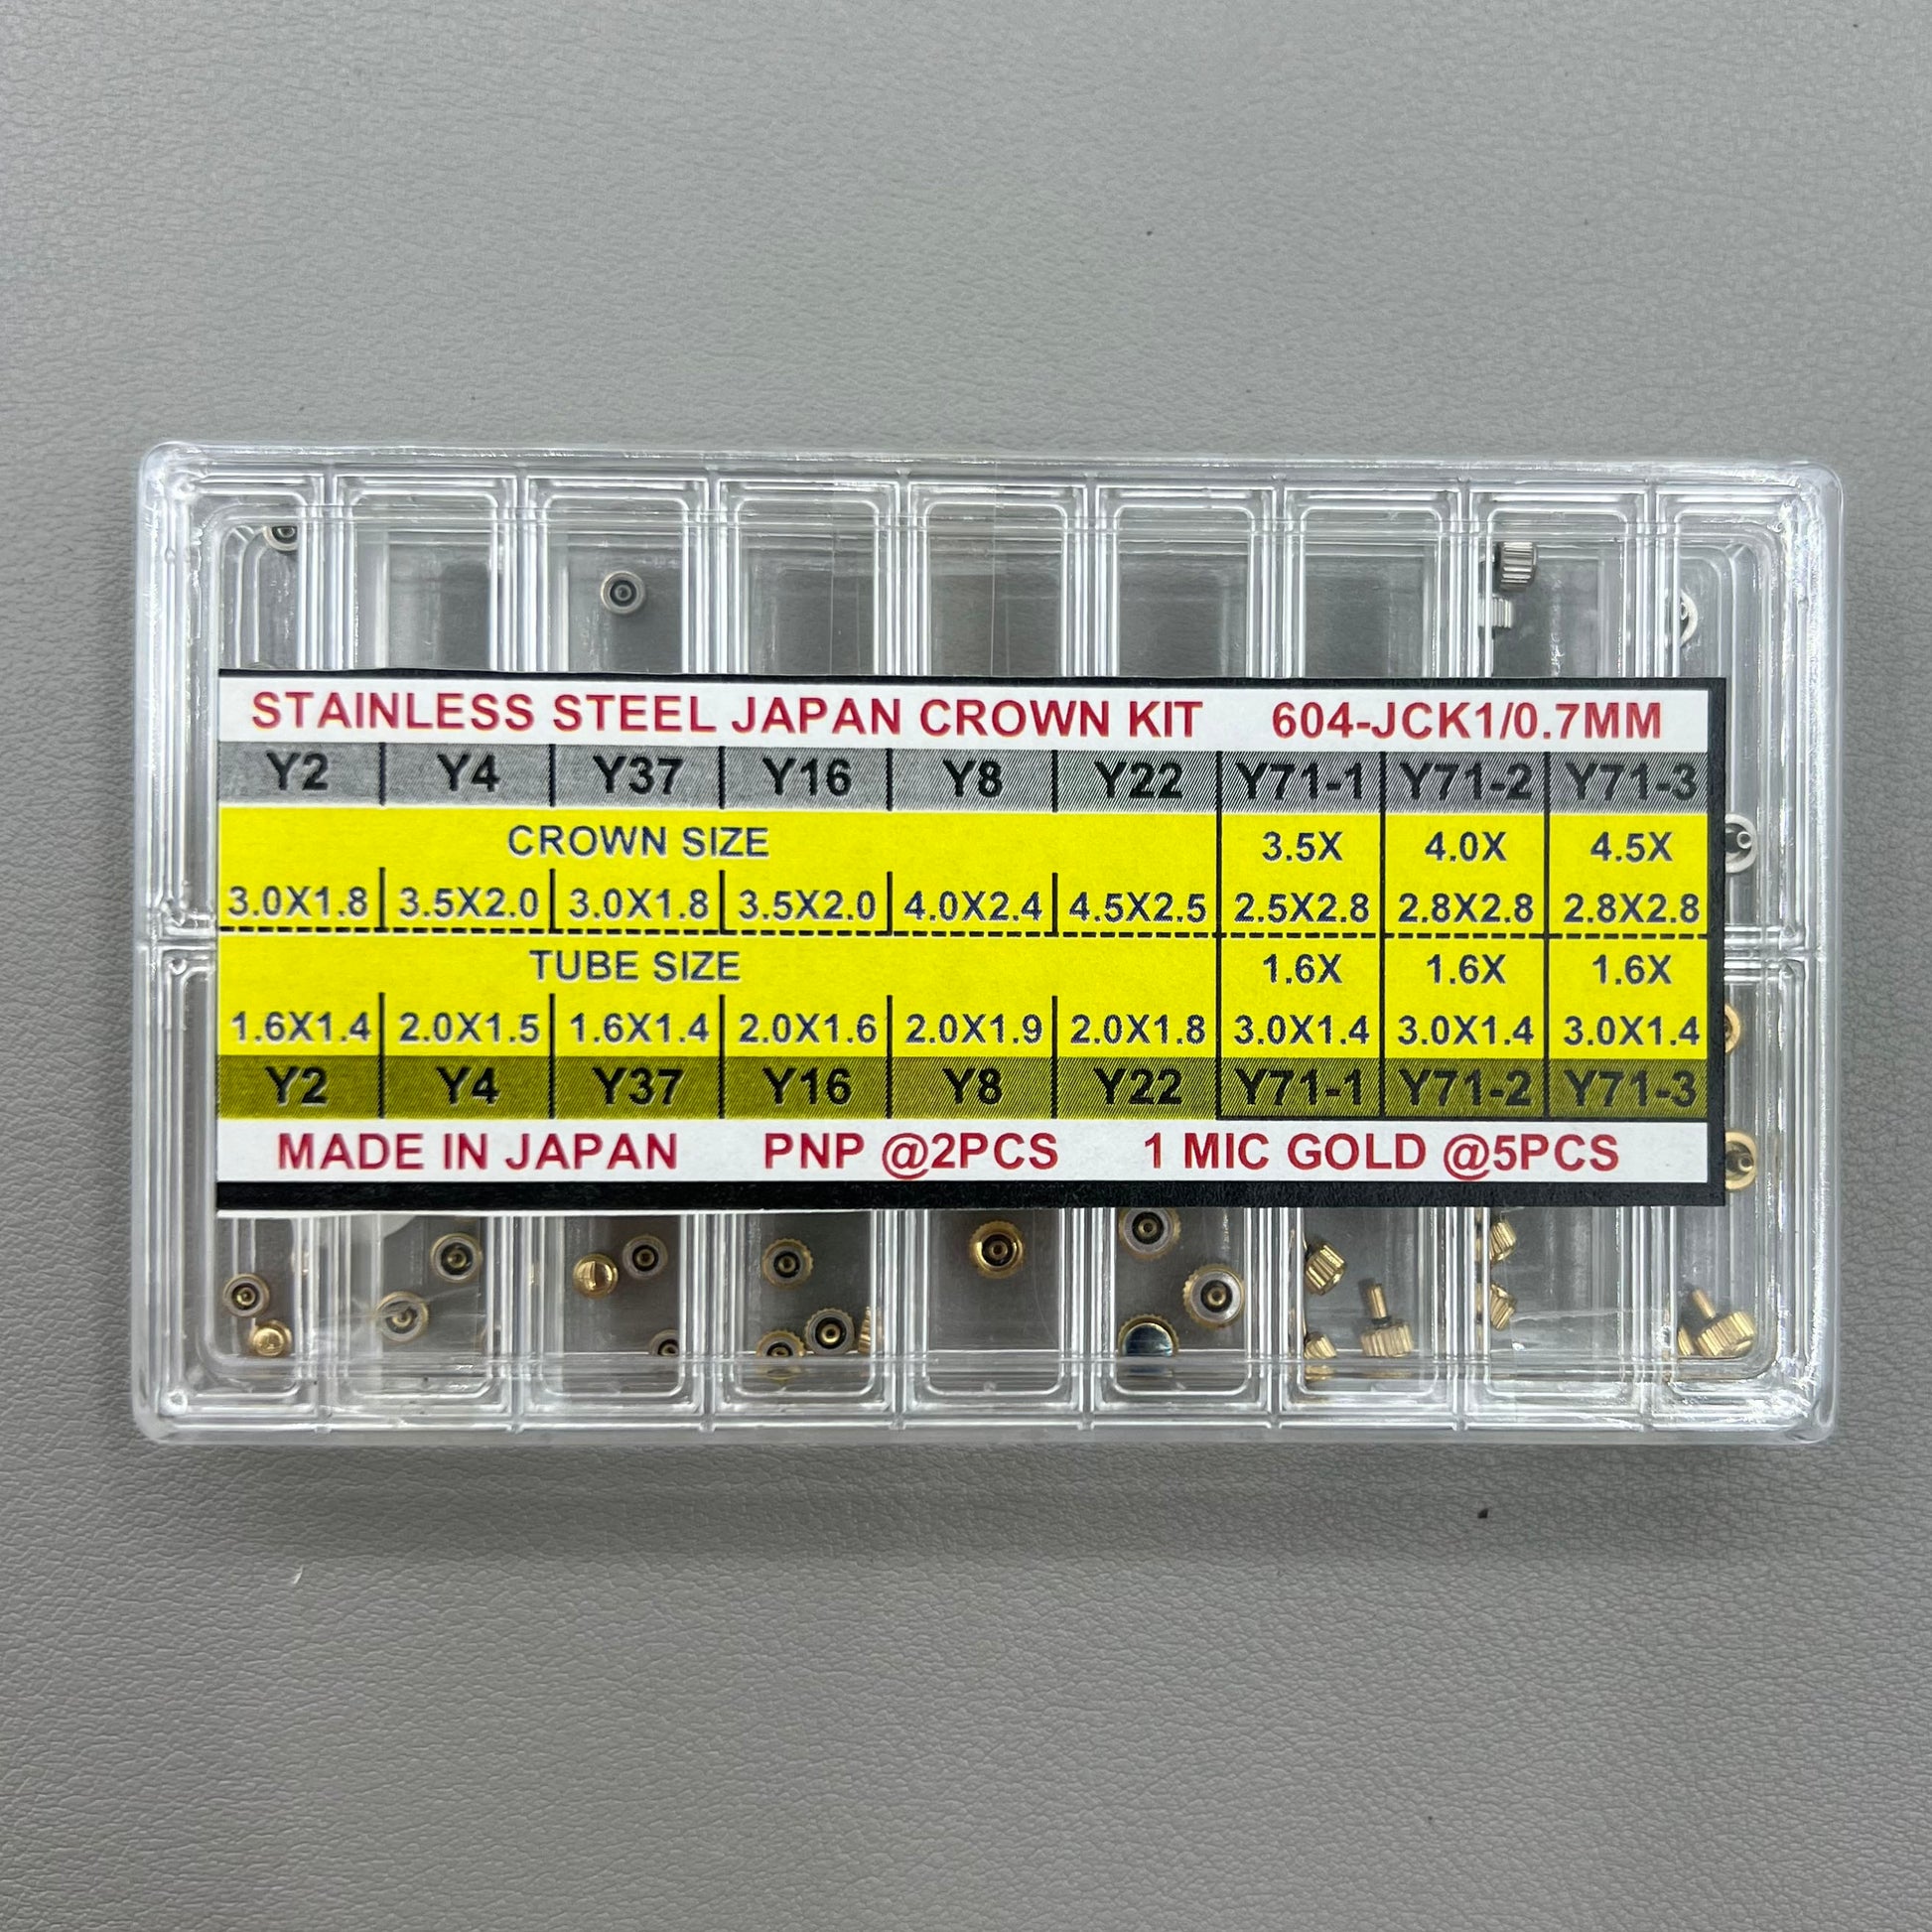 STAINLESS STEEL JAPAN CROWN KIT 604-JCK1/0.7MM
Y2 Y4 Y37 Y16 Y8 Y22 Y71-1 Y71-2 Y71-3
CROWN SIZE 3.5X 4.0X 4.5X
3.0X1.8 3.5X2.0 3.0X1.8 3.5X2.0 4.0X2.4 4.5X2.5 2.5X2.8 2.8X2.8 2.8X2.8
TUBE SIZE 1.6X 1.6X 1.6X
1.6X1.4 2.0X1.5 1.6X1.4 2.0X1.6 2.0X1.9 2.0X1.8 3.0X1.4 3.0X1.4 3.0X1.4
Y2 Y4 Y37 Y16 Y8 Y22 Y71-1 Y71-2 Y71-3
MADE IN JAPAN PNP @2PCS 1 MIC GOLD @5PCS